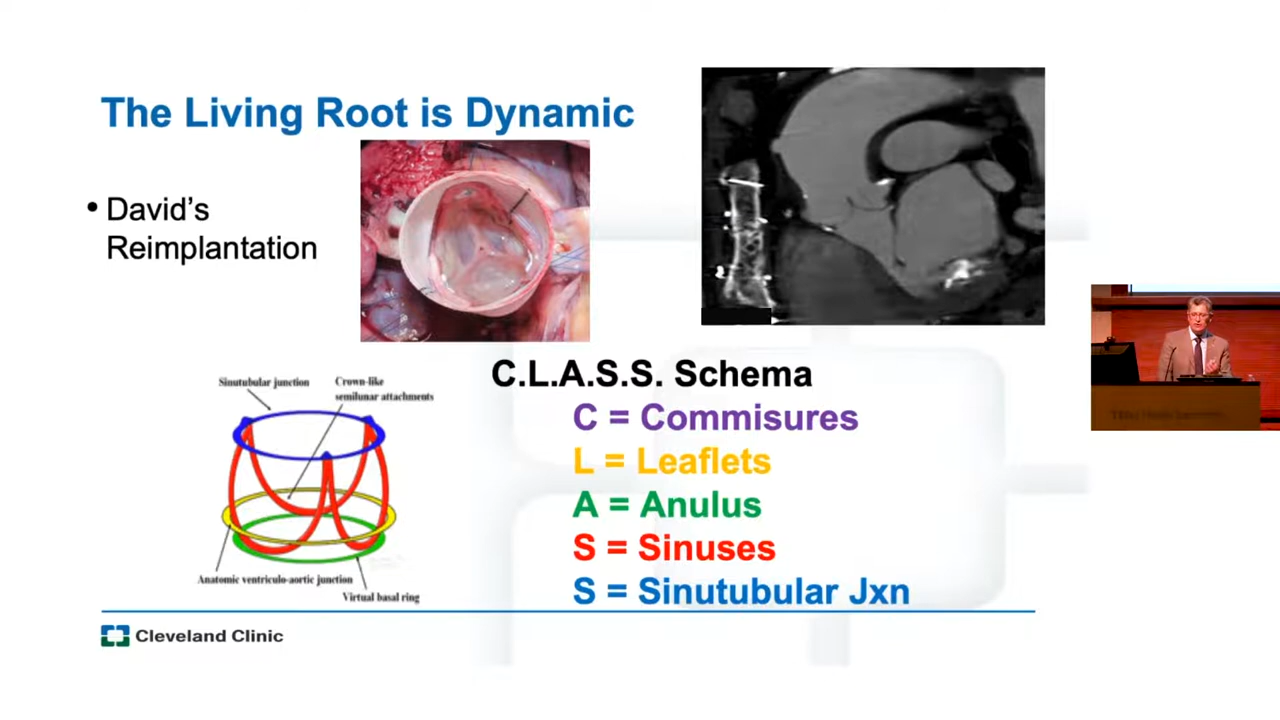 The Living Root is Dynamic
• David's
Reimplantation
Sinutubular junction
Crown-like
semilunar attachments
Anatomic ventriculo-aortic junction
Virtual basal ring
C.L.A.S.S. Schema
C = Commisures
L = Leaflets
A = Anulus
S = Sinuses
S = Sinutubular Jxn
Cleveland Clinic